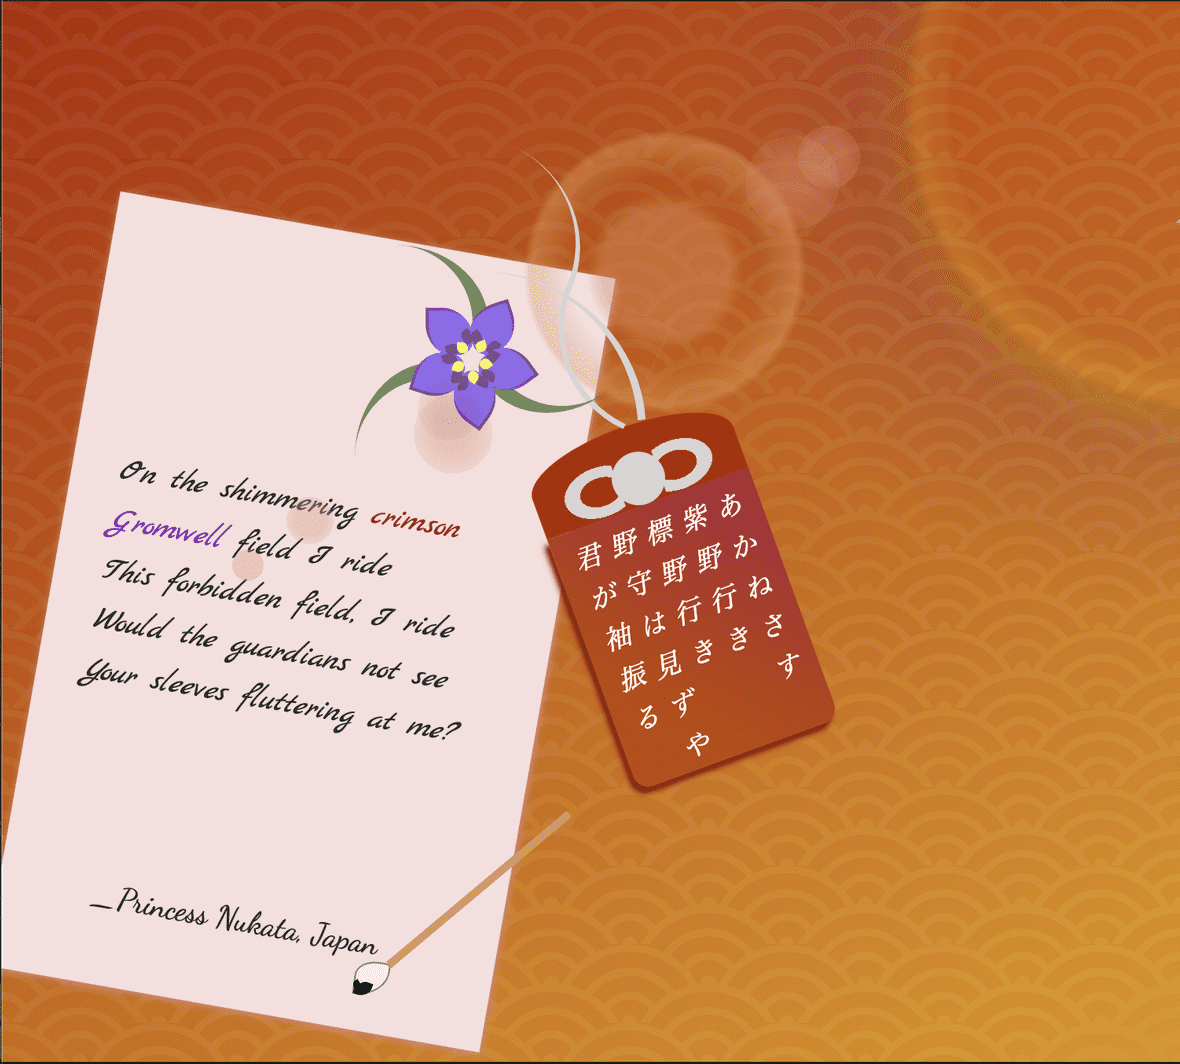 On the shimmering crimson
Gromwell field I ride
This forbidden field, I ride
Would the guardians not see
Your sleeves fluttering at me?
—Princess Nukata, Japan
あかねさす
紫野行き
標野行き
野守は見ずや
君が袖振る